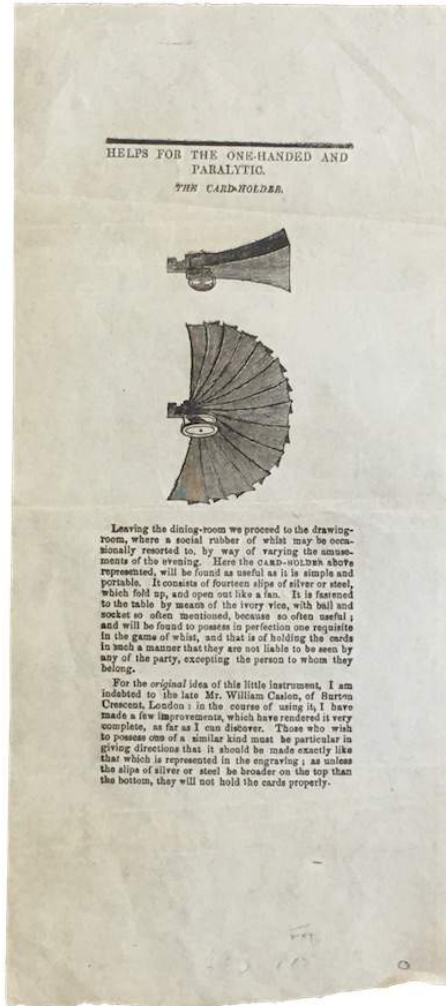 HELPS FOR THE ONE-HANDED AND
PARALYTIC.
THE CARD-HOLDER.
Leaving the dining-room we proceed to the drawing-
room, where a social rubber of whist may be occa-
sionally resorted to, by way of varying the amuse-
ments of the evening. Here the CARD-HOLDER above
represented, will be found as useful as it is simple and
portable. It consists of fourteen slips of silver or steel,
which fold up, and open out like a fan. It is fastened
to the table by means of the ivory vice, with ball and
socket so often mentioned, because so often useful;
and will be found to possess in perfection one requisite
in the game of whist, and that is of holding the cards
in such a manner that they are not liable to be seen by
any of the party, excepting the person to whom they
belong.
For the original idea of this little instrument, I am
indebted to the late Mr. William Caslon, of Burton
Crescent, London: in the course of using it, I have
made a few improvements, which have rendered it very
complete, as far as I can discover. Those who wish
to possess one of a similar kind must be particular in
giving directions that it should be made exactly like
that which is represented in the engraving; as unless
the slips of silver or steel be broader on the top than
the bottom, they will not hold the cards properly.